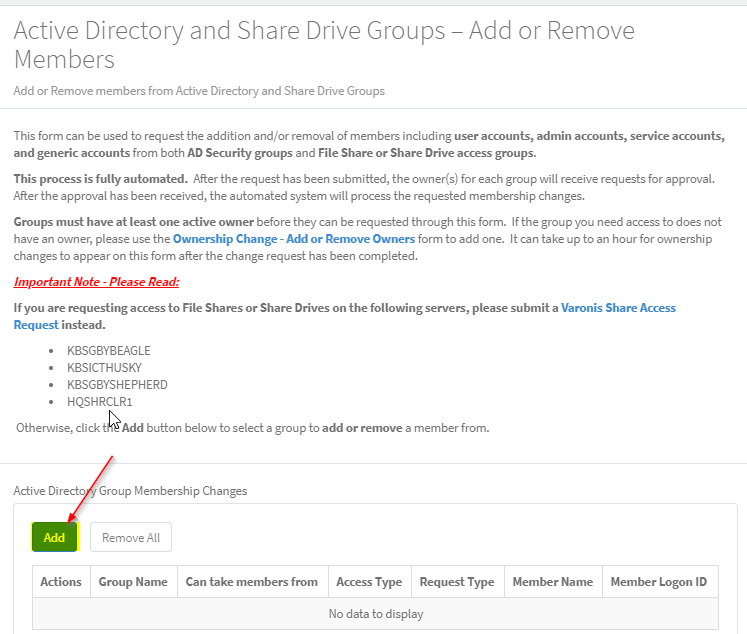 Active Directory and Share Drive Groups – Add or Remove
Members
Add or Remove members from Active Directory and Share Drive Groups
This form can be used to request the addition and/or removal of members including user accounts, admin accounts, service accounts,
and generic accounts from both AD Security groups and File Share or Share Drive access groups.
This process is fully automated. After the request has been submitted, the owner(s) for each group will receive requests for approval.
After the approval has been received, the automated system will process the requested membership changes.
Groups must have at least one active owner before they can be requested through this form. If the group you need access to does not
have an owner, please use the Ownership Change - Add or Remove Owners form to add one. It can take up to an hour for ownership
changes to appear on this form after the change request has been completed.
Important Note - Please Read:
If you are requesting access to File Shares or Share Drives on the following servers, please submit a Varonis Share Access
Request instead.
• KBSGBYBEAGLE
• KBSICTHUSKY
• KBSGBYSHEPHERD
• HQSHRCLR1
Otherwise, click the Add button below to select a group to add or remove a member from.
Active Directory Group Membership Changes
Add Remove All
Actions Group Name Can take members from Access Type Request Type Member Name Member Logon ID
No data to display